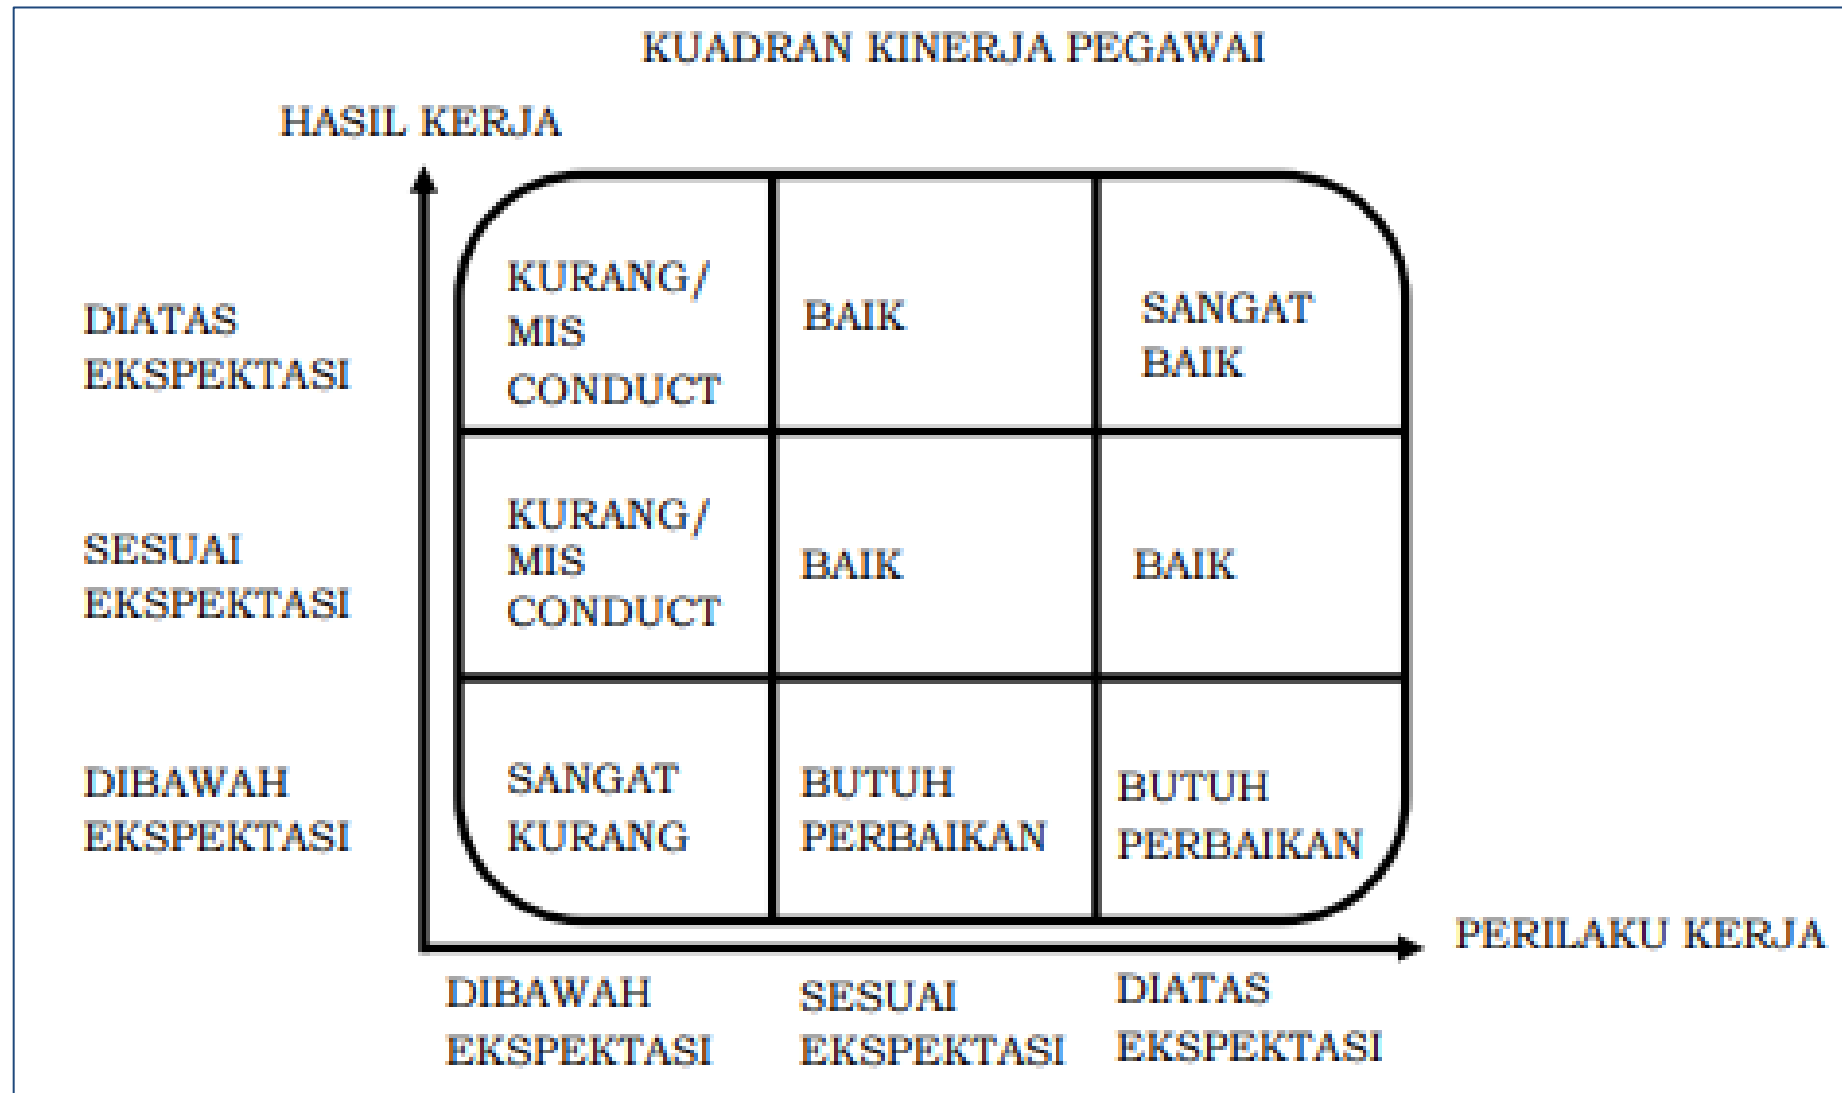 KUADRAN KINERJA PEGAWAI
HASIL KERJA
DIATAS
EKSPEKTASI
KURANG/
MIS
CONDUCT
BAIK
SANGAT
BAIK
SESUAI
EKSPEKTASI
KURANG/
MIS
CONDUCT
BAIK
BAIK
DIBAWAH
EKSPEKTASI
SANGAT
KURANG
BUTUH
PERBAIKAN
BUTUH
PERBAIKAN
PERILAKU KERJA
DIBAWAH
EKSPEKTASI
SESUAI
EKSPEKTASI
DIATAS
EKSPEKTASI